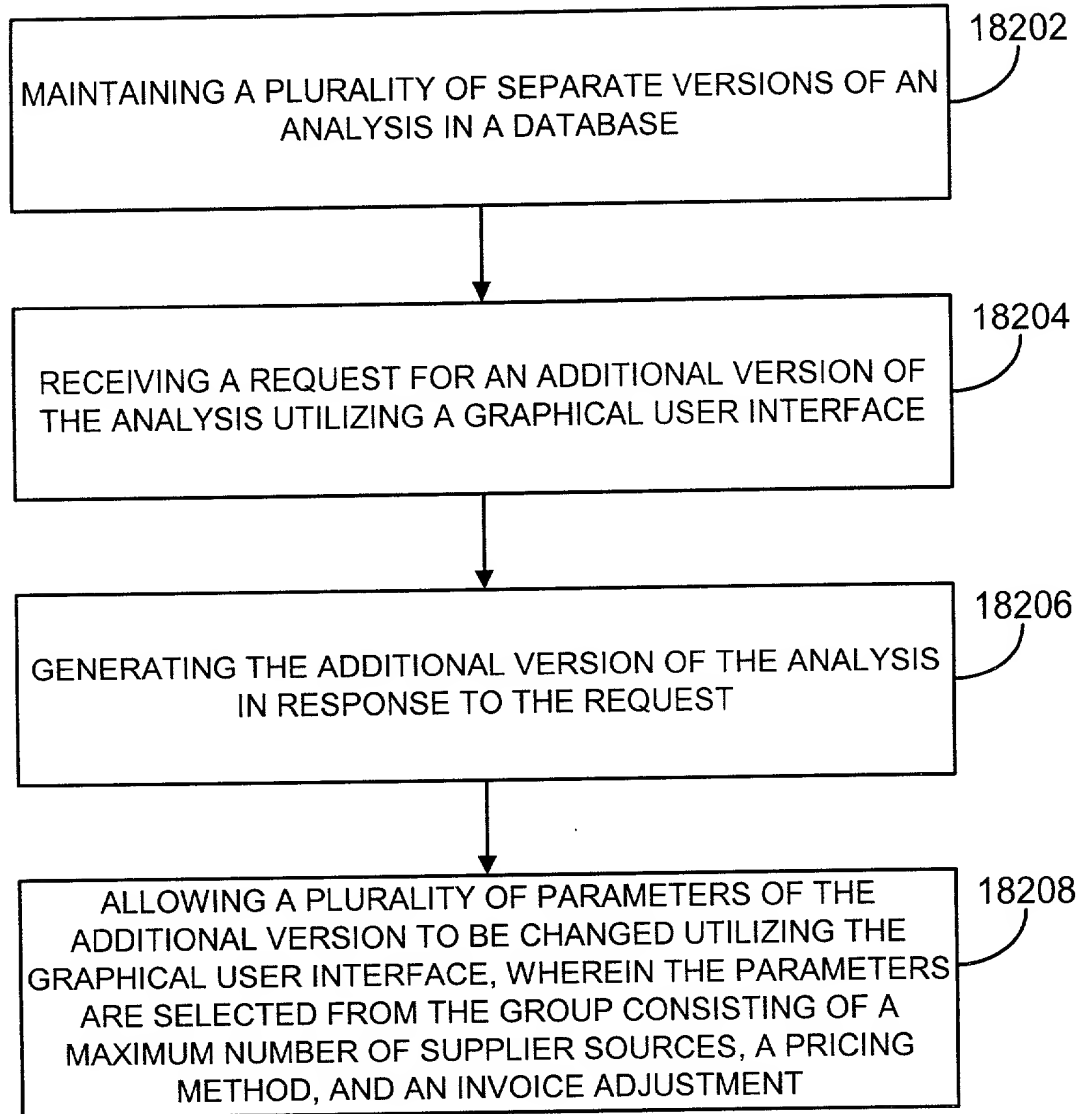 18202
MAINTAINING A PLURALITY OF SEPARATE VERSIONS OF AN
ANALYSIS IN A DATABASE
18204
RECEIVING A REQUEST FOR AN ADDITIONAL VERSION OF
THE ANALYSIS UTILIZING A GRAPHICAL USER INTERFACE
18206
GENERATING THE ADDITIONAL VERSION OF THE ANALYSIS
IN RESPONSE TO THE REQUEST
18208
ALLOWING A PLURALITY OF PARAMETERS OF THE
ADDITIONAL VERSION TO BE CHANGED UTILIZING THE
GRAPHICAL USER INTERFACE, WHEREIN THE PARAMETERS
ARE SELECTED FROM THE GROUP CONSISTING OF A
MAXIMUM NUMBER OF SUPPLIER SOURCES, A PRICING
METHOD, AND AN INVOICE ADJUSTMENT